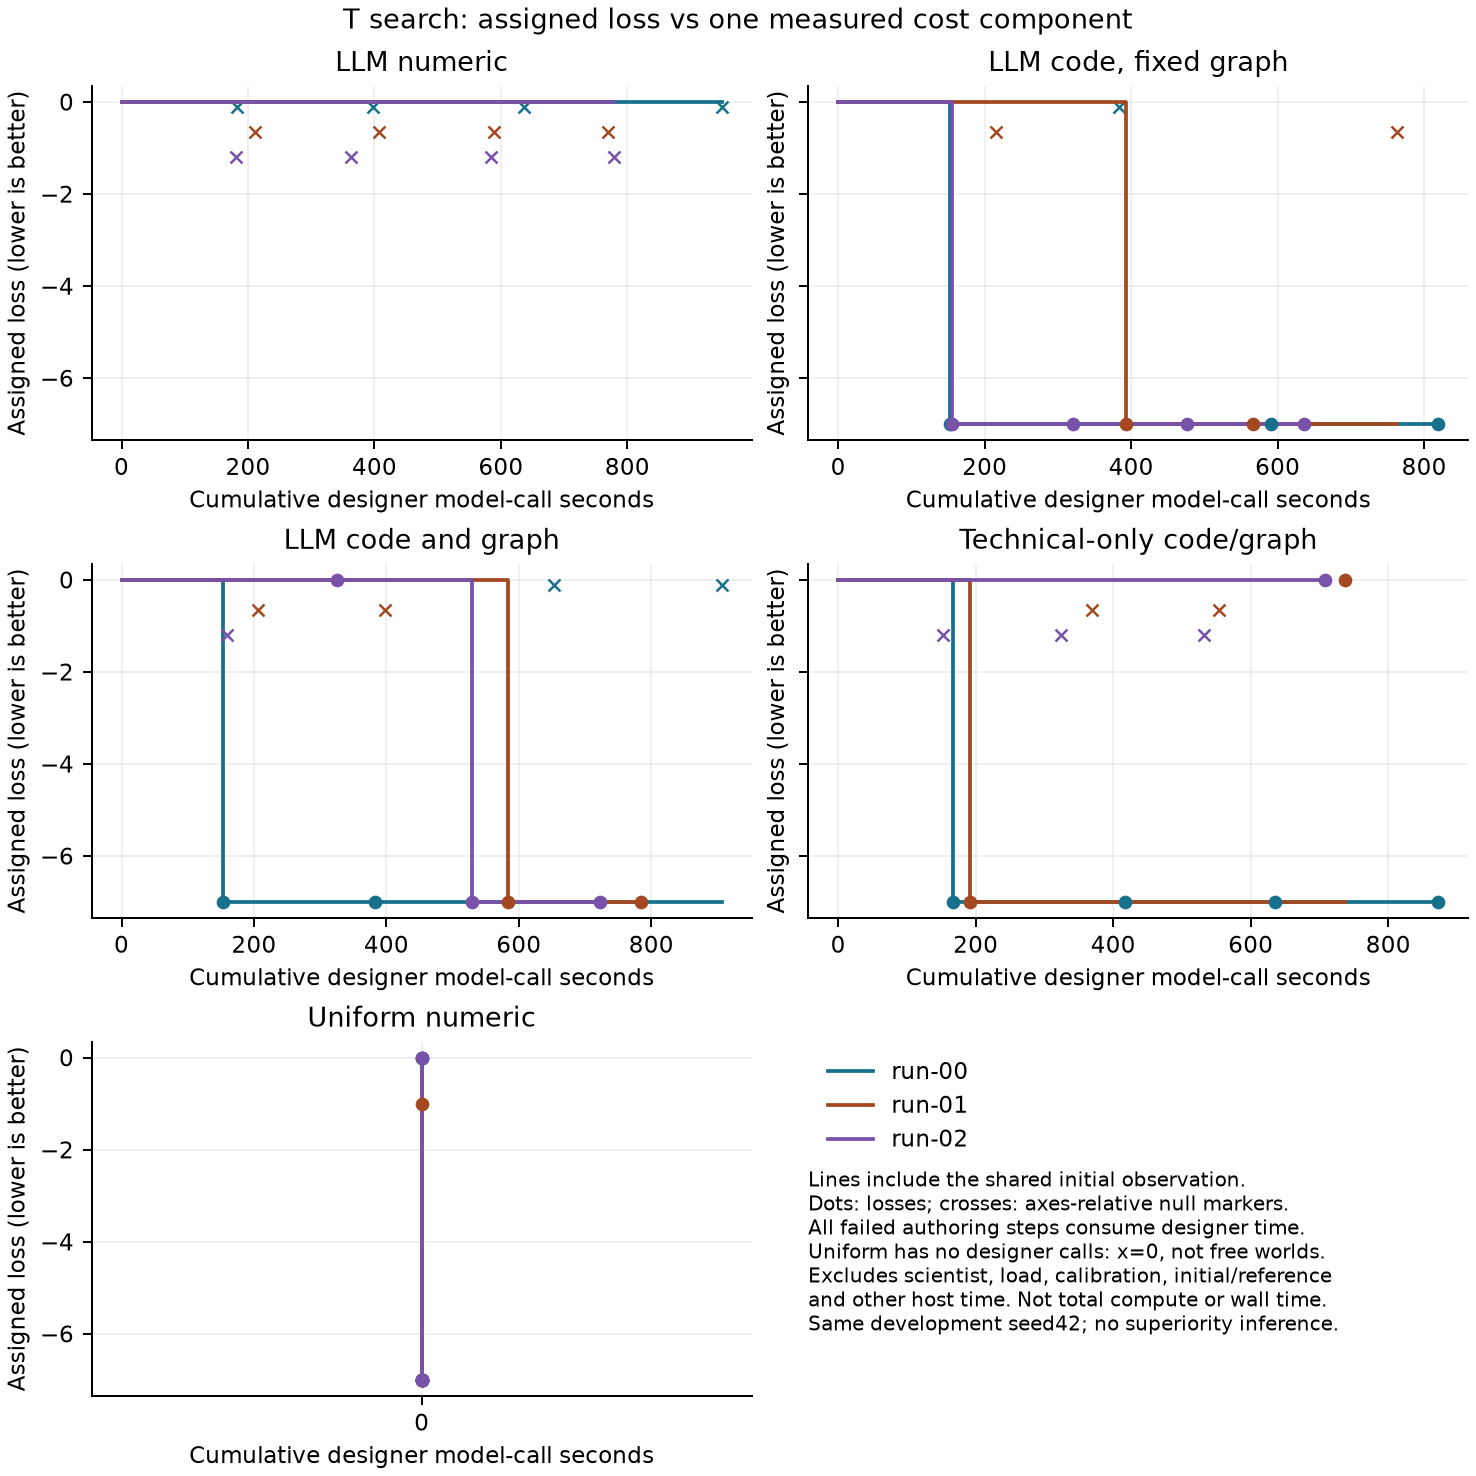 T search: assigned loss vs one measured cost component
LLM numeric
Assigned loss (lower is better)
0
−2
−4
−6
0 200 400 600 800
Cumulative designer model-call seconds
LLM code, fixed graph
Assigned loss (lower is better)
0 200 400 600 800
Cumulative designer model-call seconds
LLM code and graph
Assigned loss (lower is better)
0
−2
−4
−6
0 200 400 600 800
Cumulative designer model-call seconds
Technical-only code/graph
Assigned loss (lower is better)
0 200 400 600 800
Cumulative designer model-call seconds
Uniform numeric
Assigned loss (lower is better)
0
−2
−4
−6
0
Cumulative designer model-call seconds
run-00
run-01
run-02
Lines include the shared initial observation.
Dots: losses; crosses: axes-relative null markers.
All failed authoring steps consume designer time.
Uniform has no designer calls: x=0, not free worlds.
Excludes scientist, load, calibration, initial/reference
and other host time. Not total compute or wall time.
Same development seed42; no superiority inference.